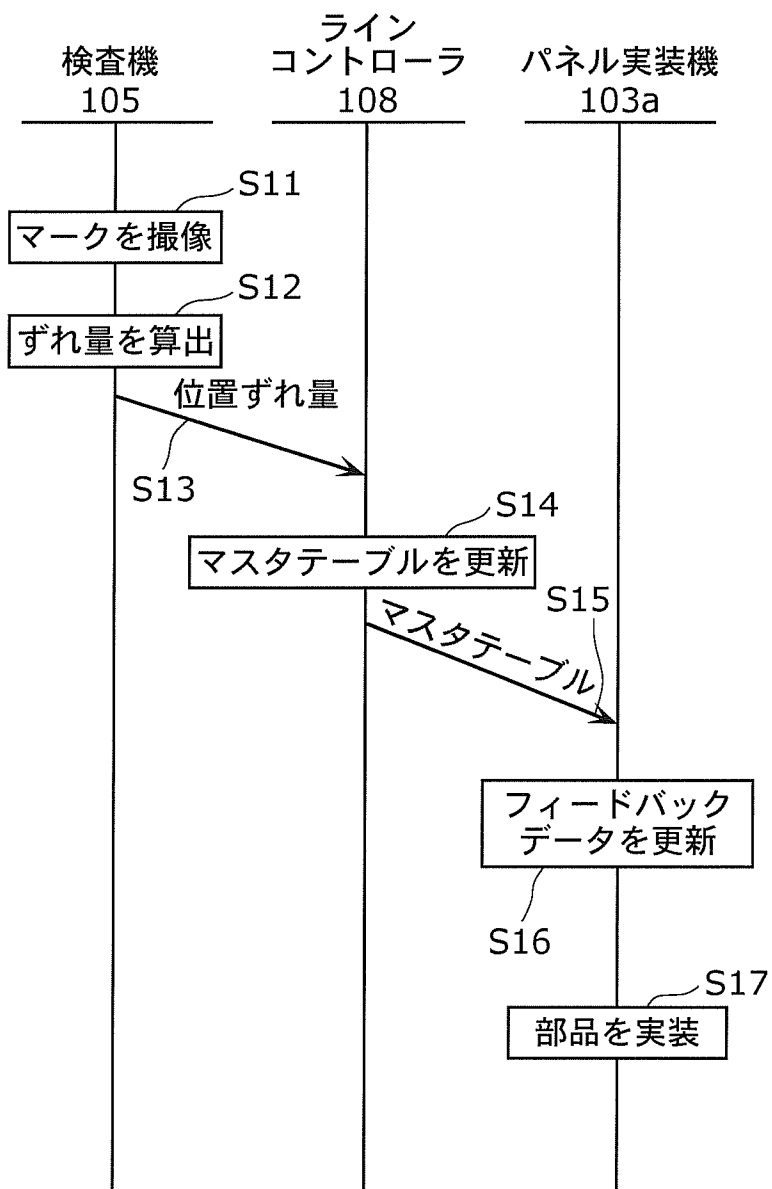 検査機
105
ライン
コントローラ
108
パネル実装機
103a
S11
マークを撮像
S12
ずれ量を算出
位置ずれ量
S13
S14
マスタテーブルを更新
S15
マスタテーブル
フィードバック
データを更新
S16
S17
部品を実装